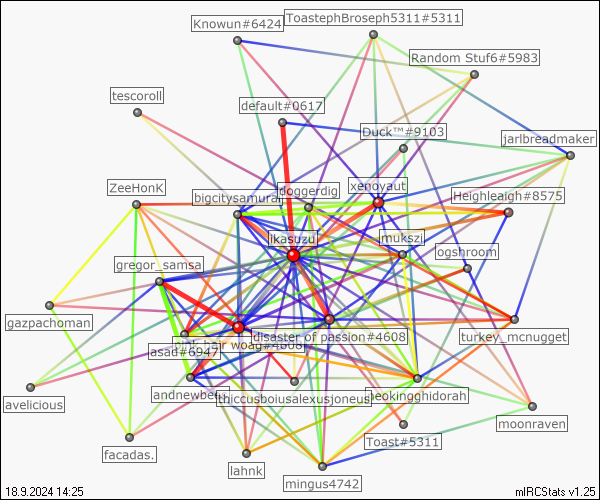 ToastephBroseph5311#5311
Knowun#6424
Random Stuf6#5983
tescoroll
default#0617
Duck™#9103
jarlbreadmaker
ZeeHonK
bigcitysamurai
doggerdig
xenoyaut
Heighleaigh#8575
ikasuzu
mukszi
ogshroom
gregor_samsa
gazpachoman
asad#6947
disaster of passion#4608
turkey_mcnugget
andnewbe
thiccusboiusalexusjoneus
neokingghidorah
avelicious
moonraven
facadas.
Toast#5311
lahnk
mingus4742
18.9.2024 14:25
mIRCStats v1.25